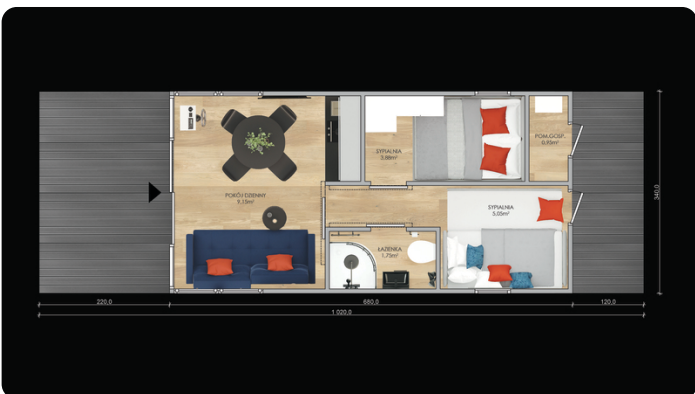 POKÓJ DZIENNY
9,15m²
SYPIALNIA
3,88m²
POM.GOSP.
0,95m²
SYPIALNIA
5,05m²
ŁAZIENKA
1,75m²
340,0
220,0
680,0
120,0
1 020,0